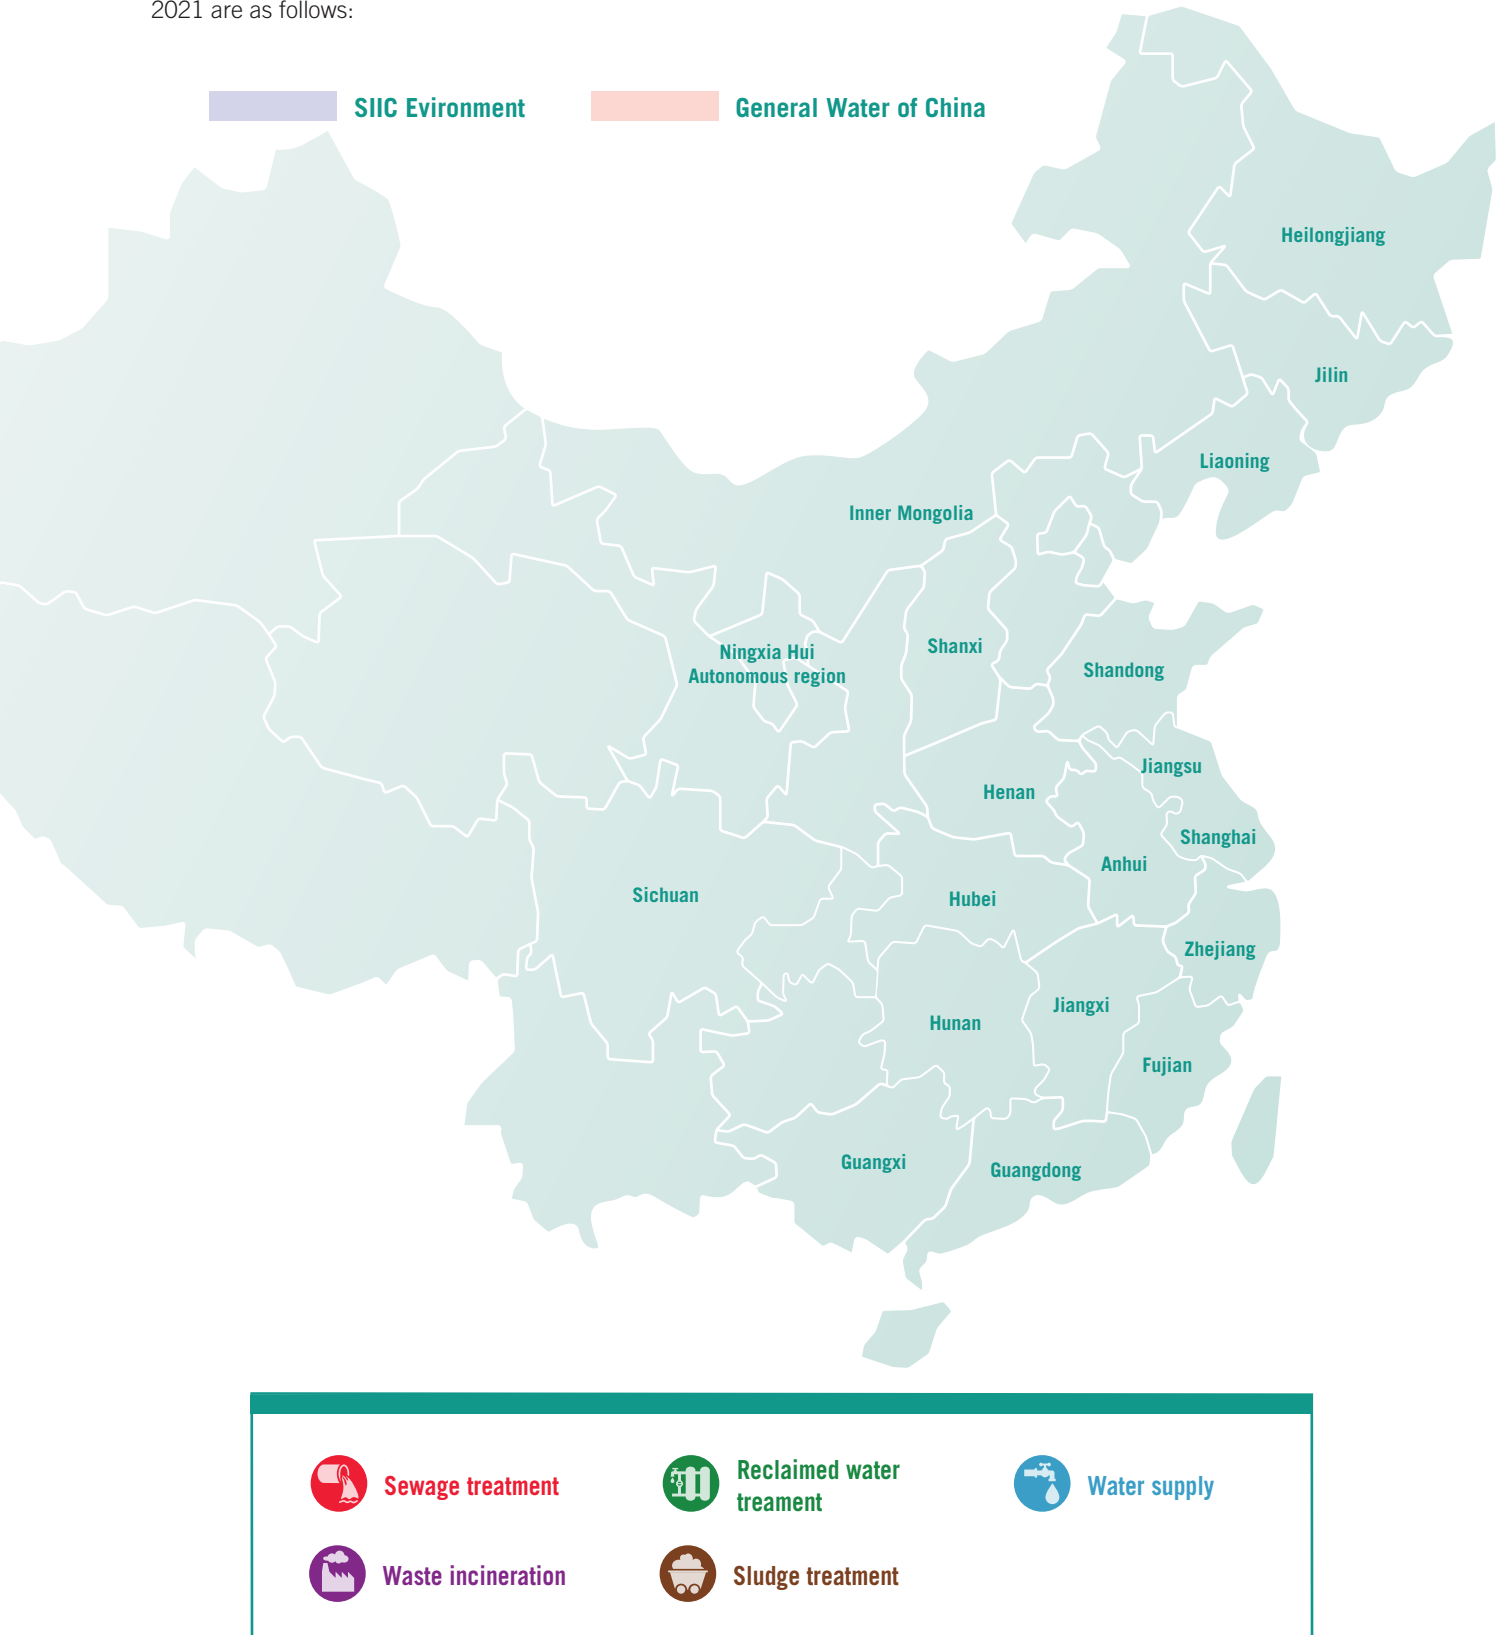 2021 are as follows:
SIIC Evironment
General Water of China
Heilongjiang
Jilin
Liaoning
Inner Mongolia
Ningxia Hui
Autonomous region
Shanxi
Shandong
Jiangsu
Henan
Shanghai
Anhui
Sichuan
Hubei
Zhejiang
Jiangxi
Hunan
Fujian
Guangxi
Guangdong
Sewage treatment
Reclaimed water
treament
Water supply
Waste incineration
Sludge treatment